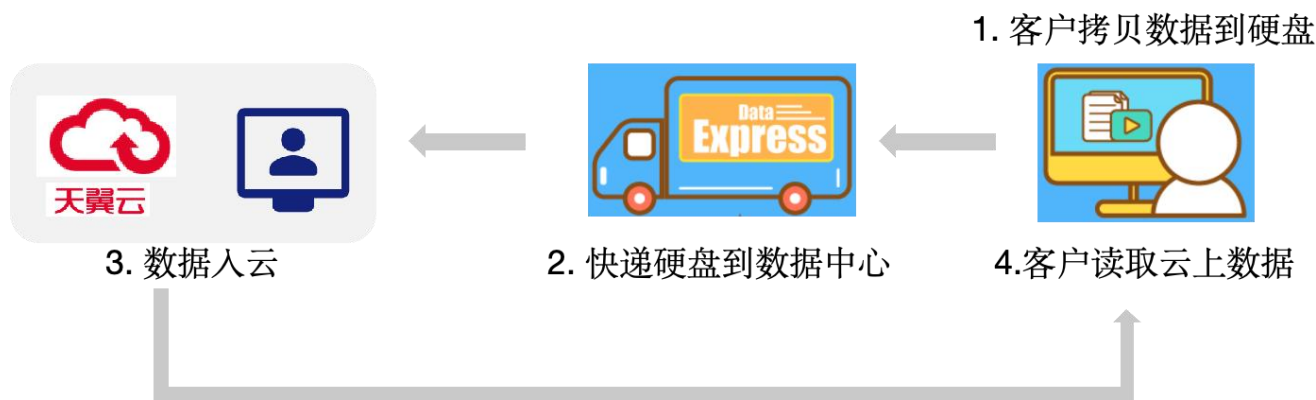 1. 客户拷贝数据到硬盘
Data
Express
天翼云
3. 数据入云
2. 快递硬盘到数据中心
4.客户读取云上数据